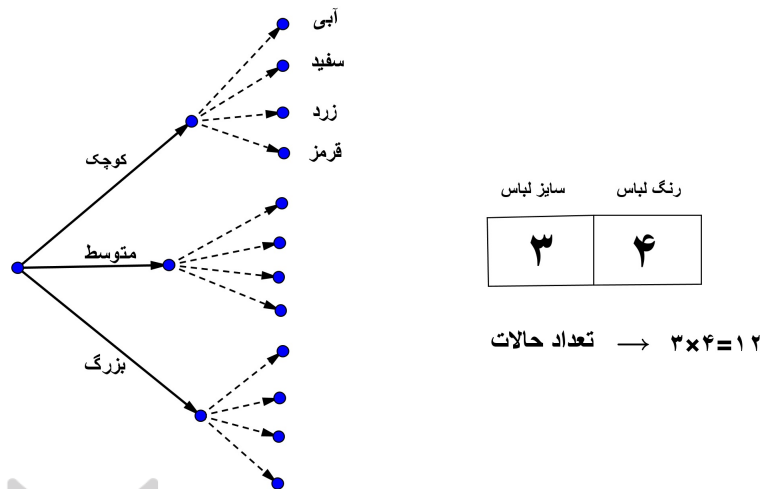 آبی
سفید
زرد
قرمز
کوچک
متوسط
بزرگ
رنگ لباس
سایز لباس
۳ ۴
تعداد حالات → ۳×۴=۱۲